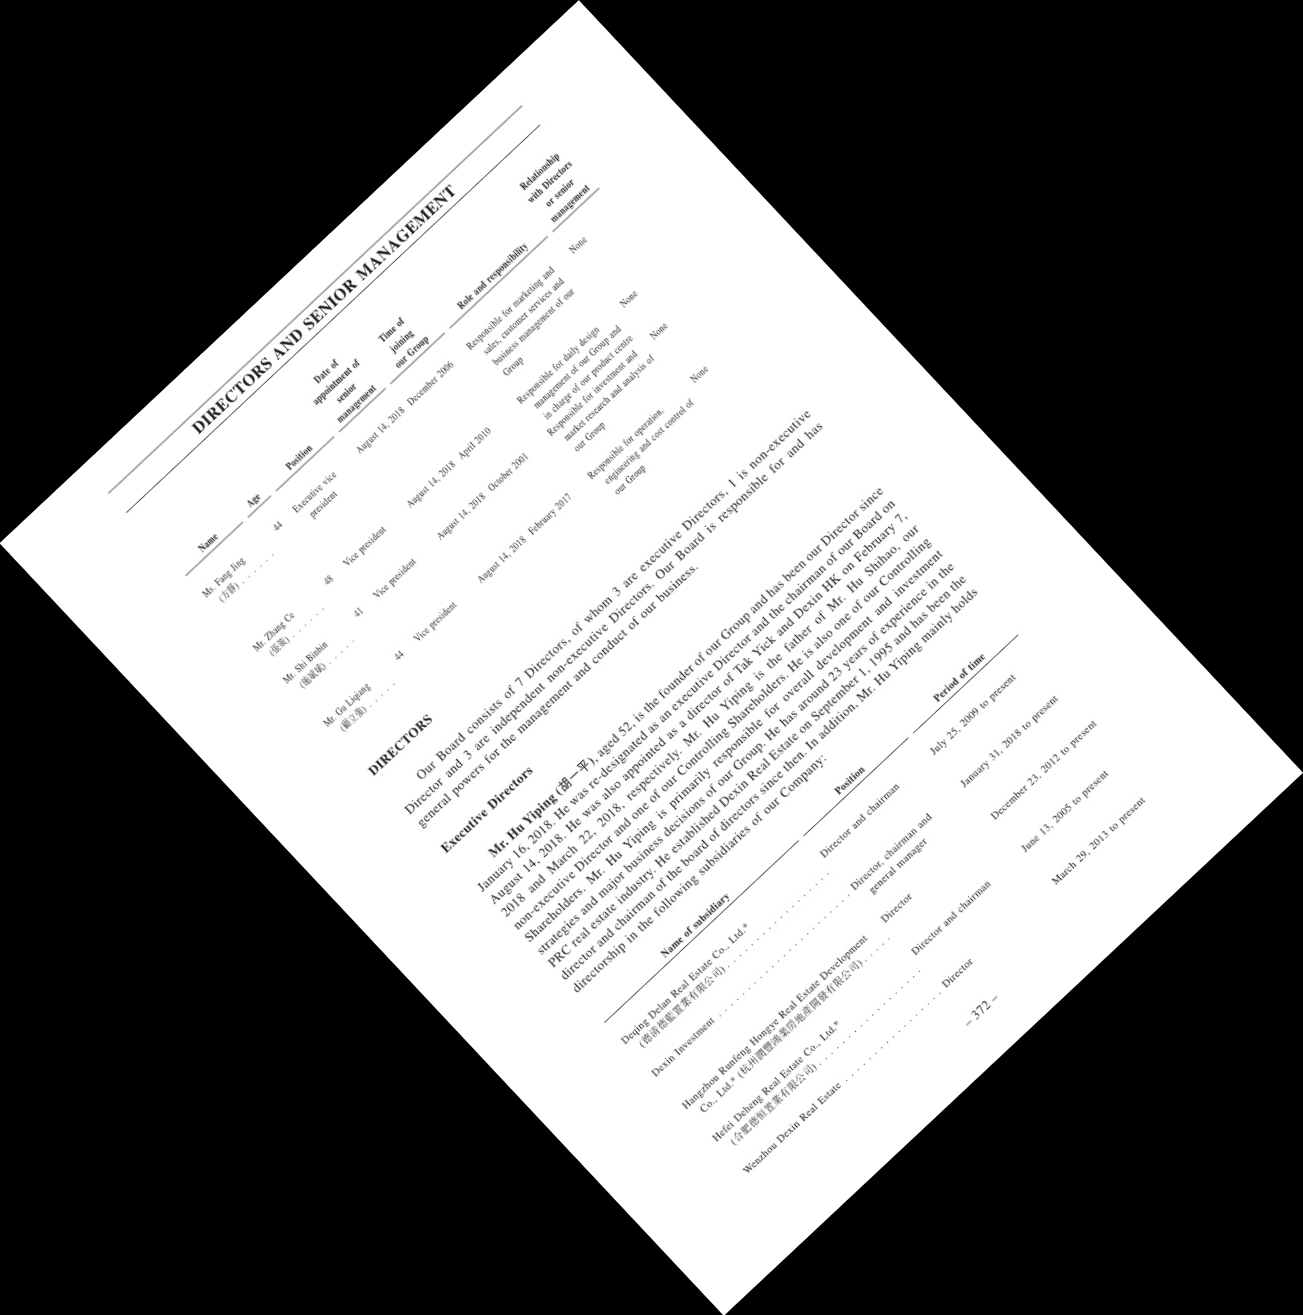 DIRECTORS AND SENIOR MANAGEMENT
Name Age Position Date of appointment of senior management Time of joining our Group Role and responsibility Relationship with Directors or senior management
Ms. Fang Jing 44 Executive vice August 14, 2018 December 2006 Responsible for marketing and None
(方靜) . . . . . . . president sales, customer services and
business management of our
Group
Mr. Zhang Ce 48 Vice president August 14, 2018 April 2010 Responsible for daily design None
(張策) . . . . . . . management of our Group and
in charge of our product centre
Mr. Shi Binbin 41 Vice president August 14, 2018 October 2001 Responsible for investment and None
(施斌斌) . . . . . market research and analysis of
our Group
Mr. Gu Liqiang 44 Vice president August 14, 2018 February 2017 Responsible for operation, None
(顧立強) . . . . . engineering and cost control of
our Group
DIRECTORS
Our Board consists of 7 Directors, of whom 3 are executive Directors, 1 is non-executive
Director and 3 are independent non-executive Directors. Our Board is responsible for and has
general powers for the management and conduct of our business.
Executive Directors
Mr. Hu Yiping (胡一平), aged 52, is the founder of our Group and has been our Director since
January 16, 2018. He was re-designated as an executive Director and the chairman of our Board on
August 14, 2018. He was also appointed as a director of Tak Yick and Dexin HK on February 7,
2018 and March 22, 2018, respectively. Mr. Hu Yiping is the father of Mr. Hu Shihao, our
non-executive Director and one of our Controlling Shareholders. He is also one of our Controlling
Shareholders. Mr. Hu Yiping is primarily responsible for overall development and investment
strategies and major business decisions of our Group. He has around 23 years of experience in the
PRC real estate industry. He established Dexin Real Estate on September 1, 1995 and has been the
director and chairman of the board of directors since then. In addition, Mr. Hu Yiping mainly holds
directorship in the following subsidiaries of our Company:
Name of subsidiary Position Period of time
Deqing Delan Real Estate Co., Ltd.* Director and chairman July 25, 2009 to present
(德清德藍置業有限公司) . . . . . . . . . . . . . . . . .
Dexin Investment . . . . . . . . . . . . . . . . . . . . . . Director, chairman and January 31, 2018 to present
general manager
Hangzhou Runfeng Hongye Real Estate Development Director December 23, 2012 to present
Co., Ltd.* (杭州潤豐鴻業房地產開發有限公司) . . . . .
Hefei Deheng Real Estate Co., Ltd.* Director and chairman June 13, 2005 to present
(合肥德恒置業有限公司) . . . . . . . . . . . . . . . . .
Wenzhou Dexin Real Estate . . . . . . . . . . . . . . . . Director March 29, 2013 to present
– 372 –